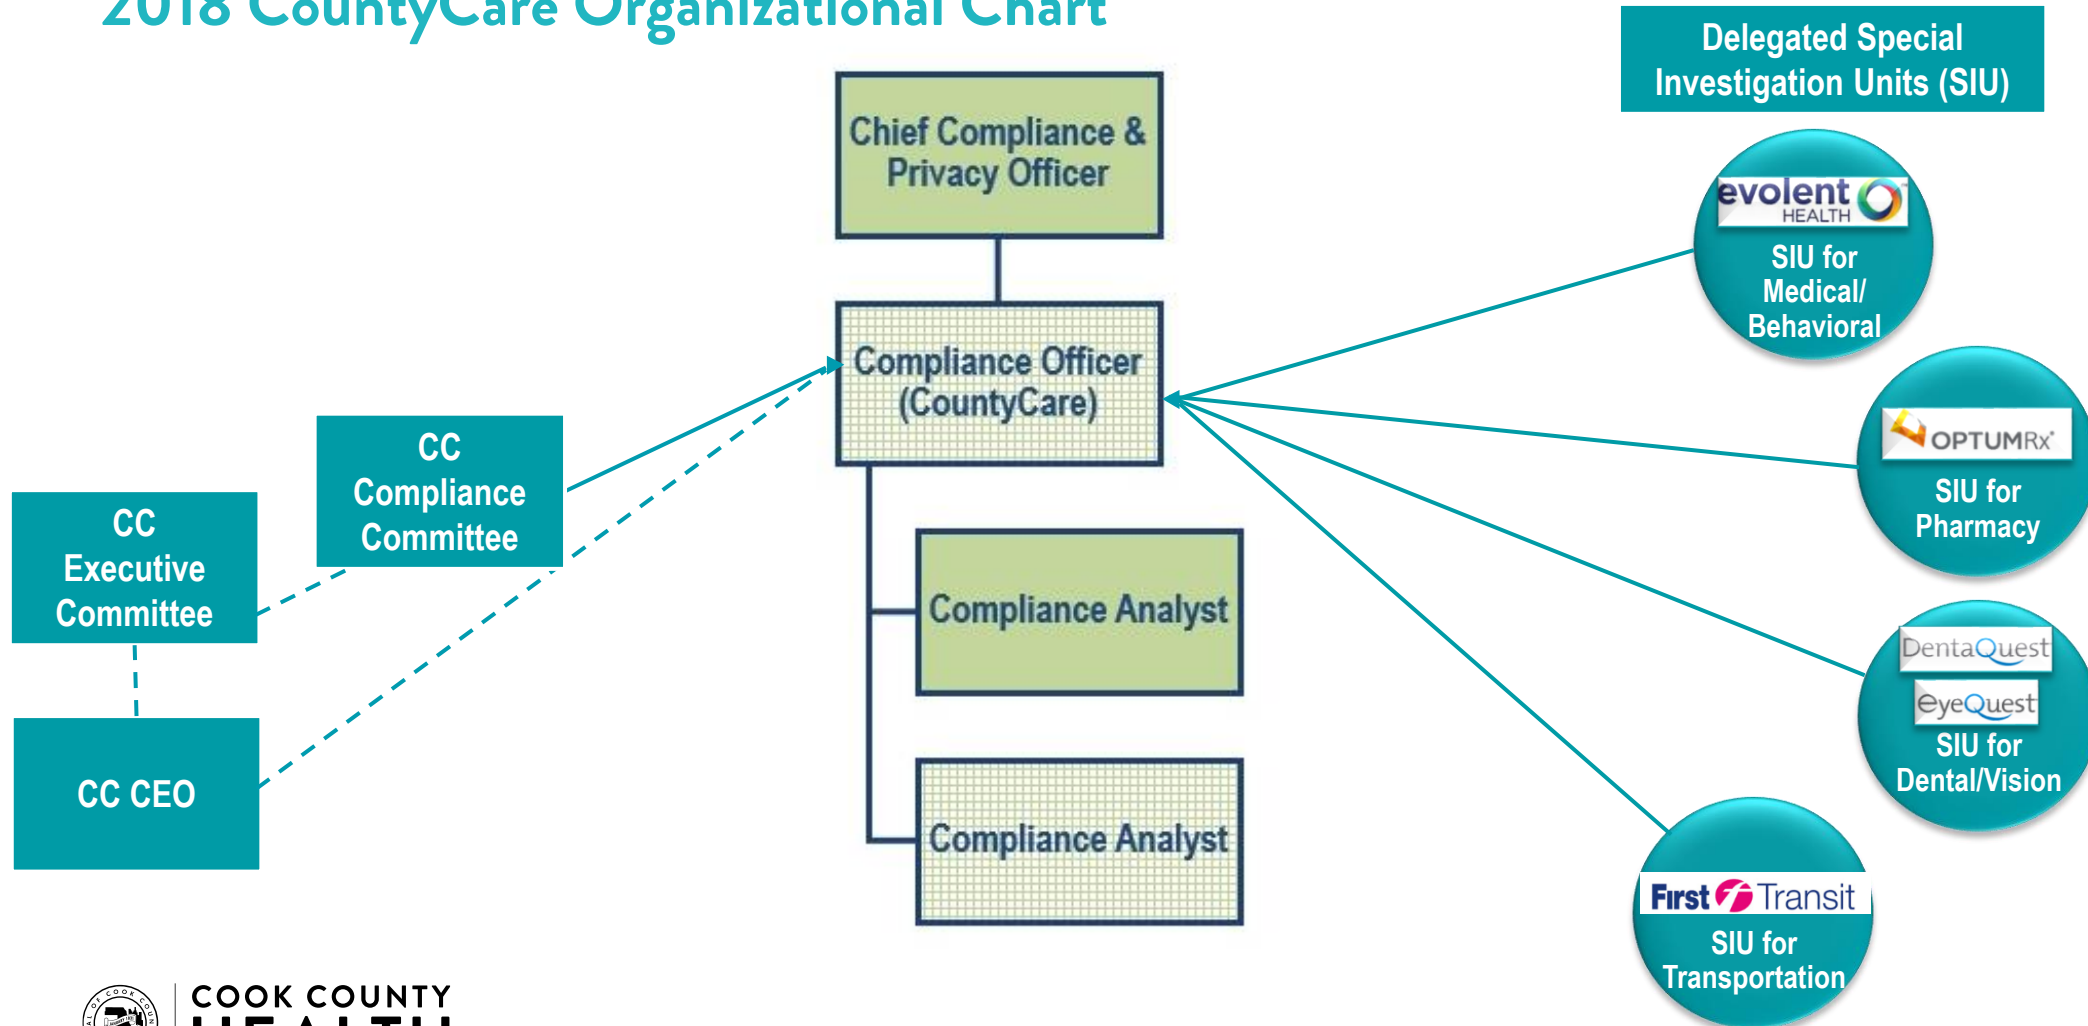 2018 CountyCare Organizational Chart
Delegated Special
Investigation Units (SIU)
Chief Compliance &
Privacy Officer
evolent
HEALTH
SIU for
Medical/
Behavioral
Compliance Officer
(CountyCare)
CC
Compliance
Committee
OPTUMRx
SIU for
Pharmacy
CC
Executive
Committee
Compliance Analyst
DentaQuest
eyeQuest
SIU for
Dental/Vision
CC CEO
Compliance Analyst
First Transit
SIU for
Transportation
COOK COUNTY
HEALTH